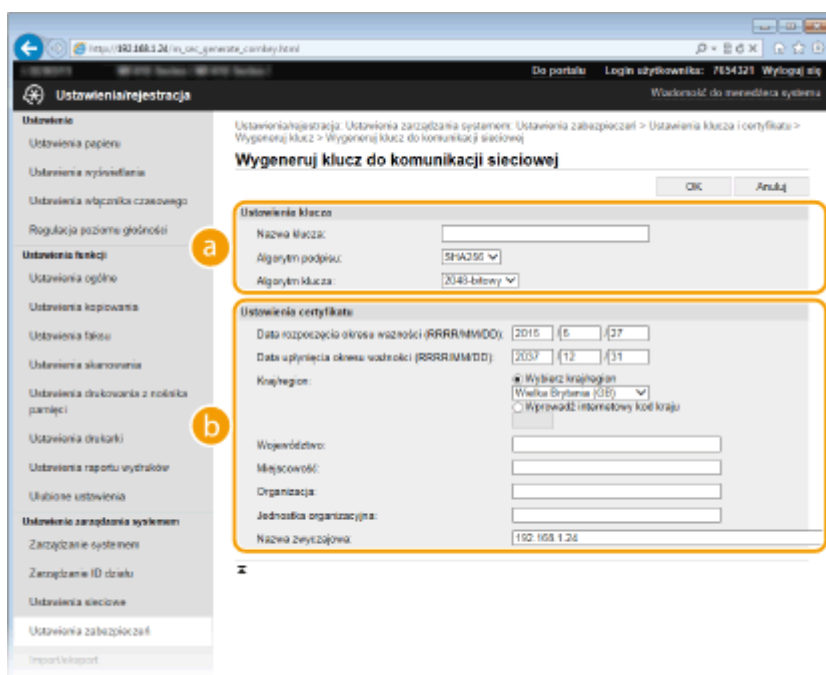 http://192.168.1.24/m_sec_generate_comkey.html
Do portalu Login użytkownika: 7654321 Wyloguj się
Ustawienia/rejestracja
Wiadomość do menedżera systemu
Ustawienia
Ustawienia papieru
Ustawienia wyświetlania
Ustawienia włącznika czasowego
Regulacja poziomu głośności
Ustawienia funkcji
Ustawienia ogólne
Ustawienia kopiowania
Ustawienia faksu
Ustawienia skanowania
Ustawienia drukowania z nośnika
pamięci
Ustawienia drukarki
Ustawienia raportu wydruków
Ulubione ustawienia
Ustawienia zarządzania systemem
Zarządzanie systemem
Zarządzanie ID działu
Ustawienia sieciowe
Ustawienia zabezpieczeń
Import/eksport
Ustawienia/rejestracja: Ustawienia zarządzania systemem: Ustawienia zabezpieczeń > Ustawienia klucza i certyfikatu >
Wygeneruj klucz > Wygeneruj klucz do komunikacji sieciowej
Wygeneruj klucz do komunikacji sieciowej
OK Anuluj
a
Ustawienia klucza
Nazwa klucza:
Algorytm podpisu: SHA256
Algorytm klucza: 2048-bitowy
b
Ustawienia certyfikatu
Data rozpoczęcia okresu ważności (RRRR/MM/DD): 2015 /5 /27
Data upłynięcia okresu ważności (RRRR/MM/DD): 2037 /12 /31
Kraj/region: Wybierz kraj/region
Wielka Brytania (GB)
Wprowadź internetowy kod kraju
Województwo:
Miejscowość:
Organizacja:
Jednostka organizacyjna:
Nazwa zwyczajowa: 192.168.1.24